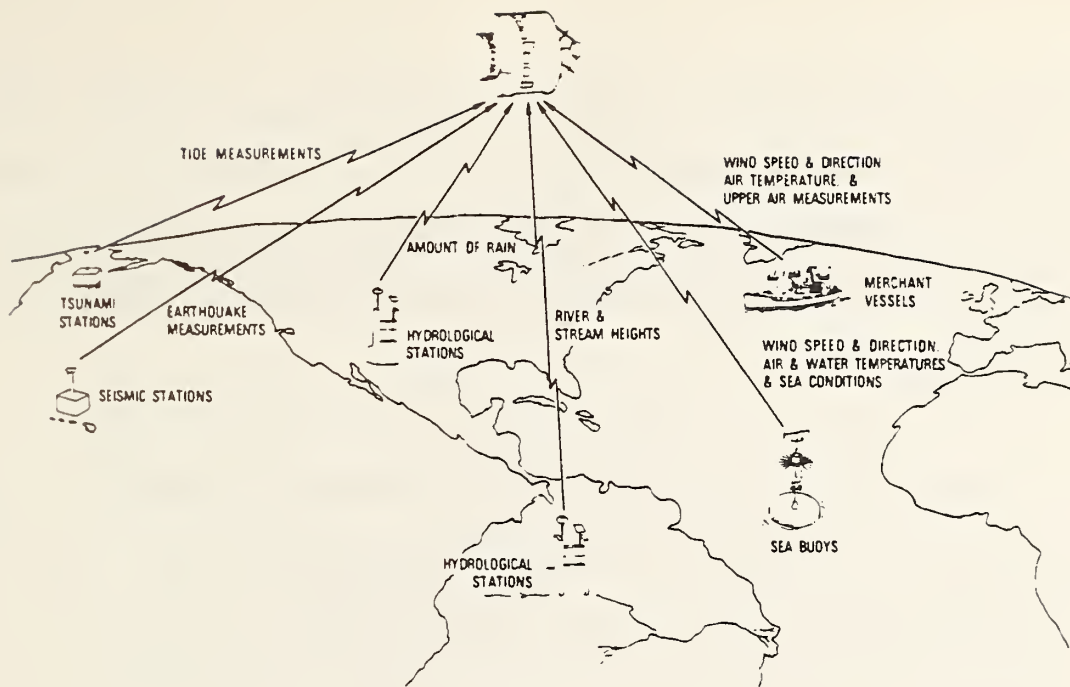 TIDE MEASUREMENTS
WIND SPEED & DIRECTION
AIR TEMPERATURE, &
UPPER AIR MEASUREMENTS
AMOUNT OF RAIN
TSUNAMI
STATIONS
EARTHQUAKE
MEASUREMENTS
HYDROLOGICAL
STATIONS
RIVER &
STREAM HEIGHTS
MERCHANT
VESSELS
WIND SPEED & DIRECTION,
AIR & WATER TEMPERATURES
& SEA CONDITIONS
SEISMIC STATIONS
SEA BUOYS
HYDROLOGICAL
STATIONS